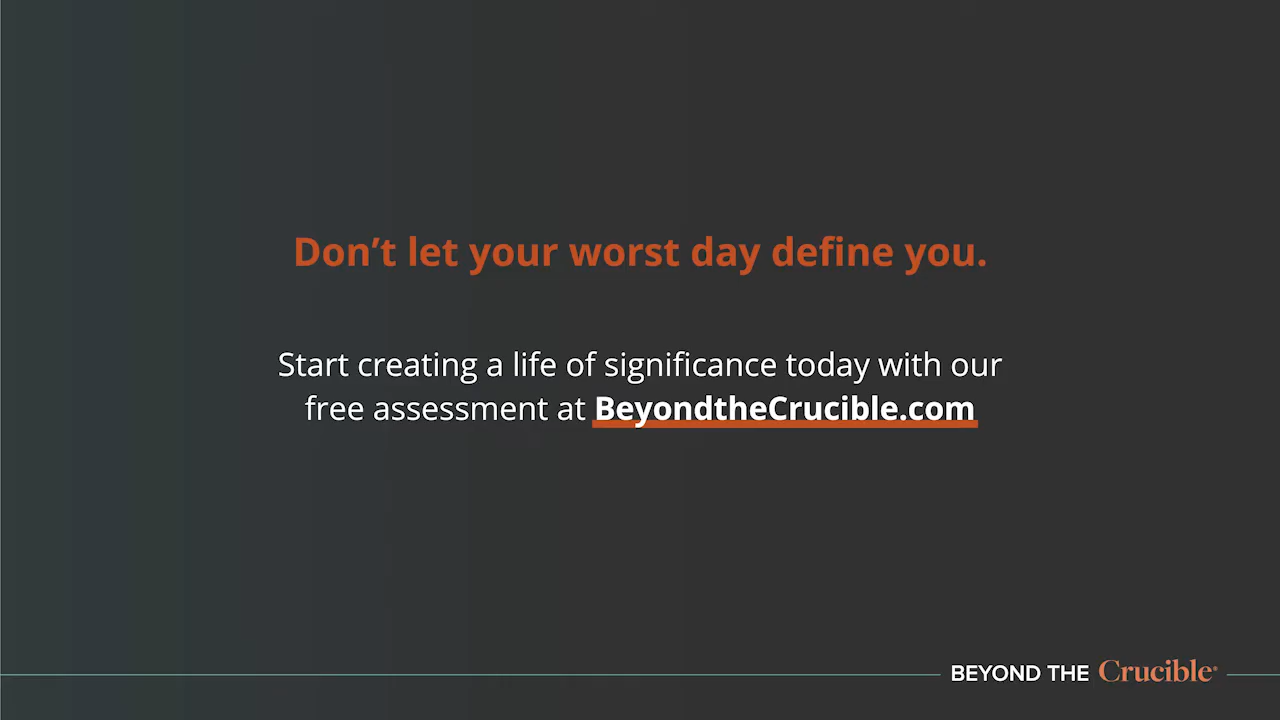 Don’t let your worst day define you.
Start creating a life of significance today with our
free assessment at BeyondtheCrucible.com
BEYOND THE Crucible®